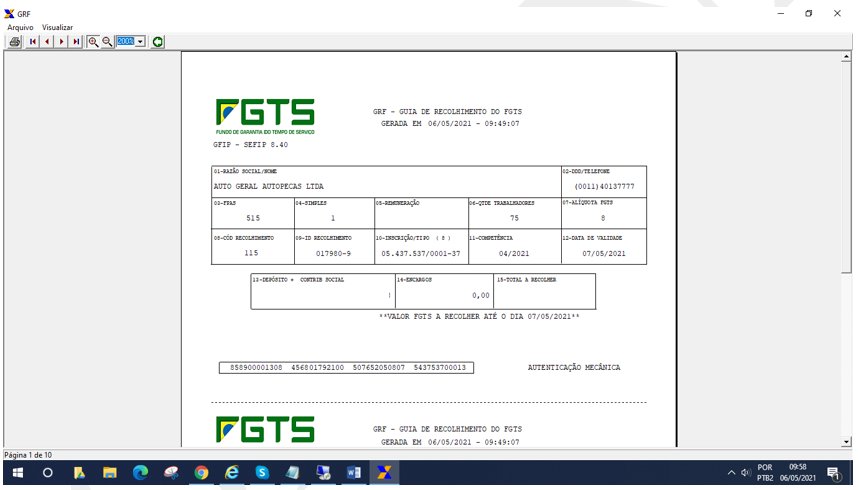 GRF
Arquivo Visualizar
200%
FGTS
FUNDO DE GARANTIA DO TEMPO DE SERVIÇO
GFIP - SEFIP 8.40
GRF - GUIA DE RECOLHIMENTO DO FGTS
GERADA EM 06/05/2021 - 09:49:07
01-RAZÃO SOCIAL/NOME 02-DDD/TELEFONE
AUTO GERAL AUTOPECAS LTDA (0011)40137777
03-FPAS 04-SIMPLES 05-REMUNERAÇÃO 06-QTDE TRABALHADORES 07-ALÍQUOTA FGTS
515 1 75 8
08-CÓD RECOLHIMENTO 09-ID RECOLHIMENTO 10-INSCRIÇÃO/TIPO ( 8 ) 11-COMPETÊNCIA 12-DATA DE VALIDADE
115 017980-9 05.437.537/0001-37 04/2021 07/05/2021
13-DEPÓSITO + CONTRIB SOCIAL 14-ENCARGOS 15-TOTAL A RECOLHER
0,00
**VALOR FGTS A RECOLHER ATÉ O DIA 07/05/2021**
858900001308 456801792100 507652050807 543753700013 AUTENTICAÇÃO MECÂNICA
FGTS
GRF - GUIA DE RECOLHIMENTO DO FGTS
GERADA EM 06/05/2021 - 09:49:07
Página 1 de 10
POR 09:58
PTB2 06/05/2021